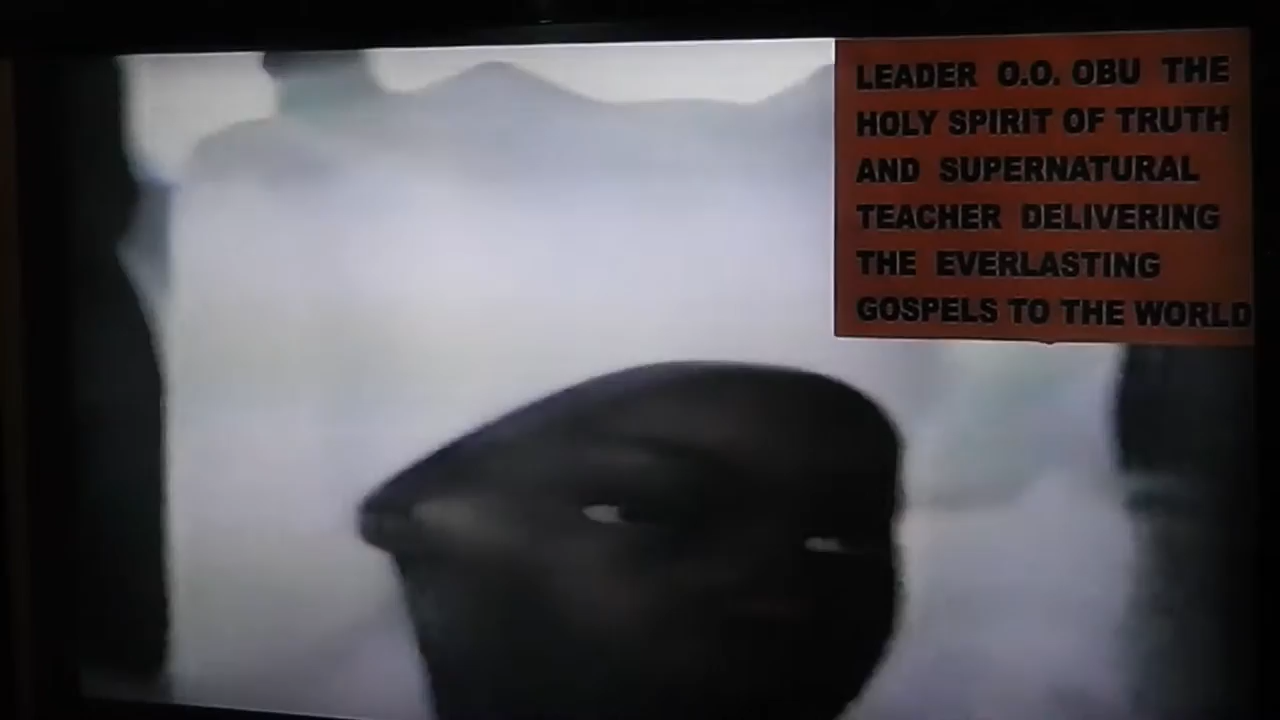 LEADER O.O. OBU THE
HOLY SPIRIT OF TRUTH
AND SUPERNATURAL
TEACHER DELIVERING
THE EVERLASTING
GOSPELS TO THE WORLD